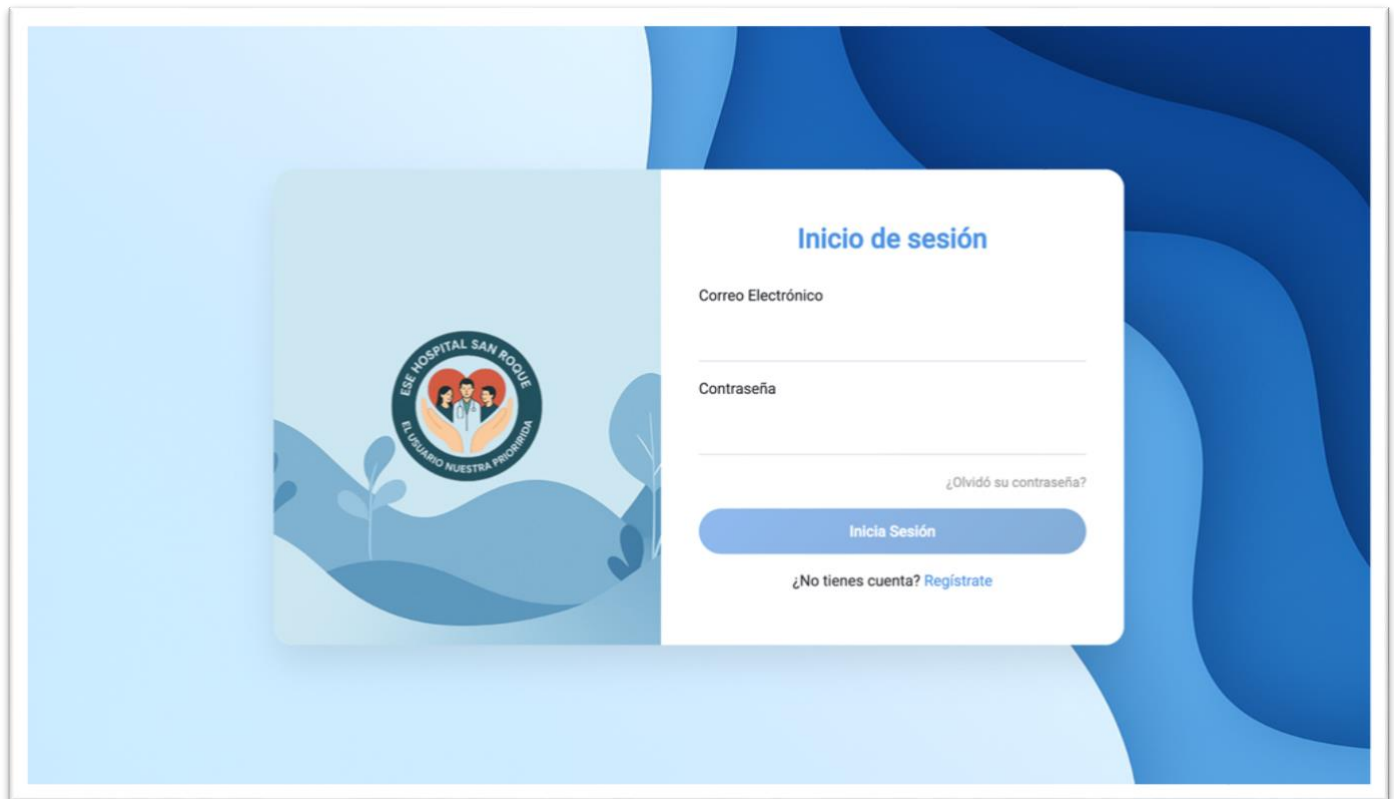 ESE HOSPITAL SAN ROQUE
EL USUARIO NUESTRA PRIORIRIDA
Inicio de sesión
Correo Electrónico
Contraseña
¿Olvidó su contraseña?
Inicia Sesión
¿No tienes cuenta? Regístrate